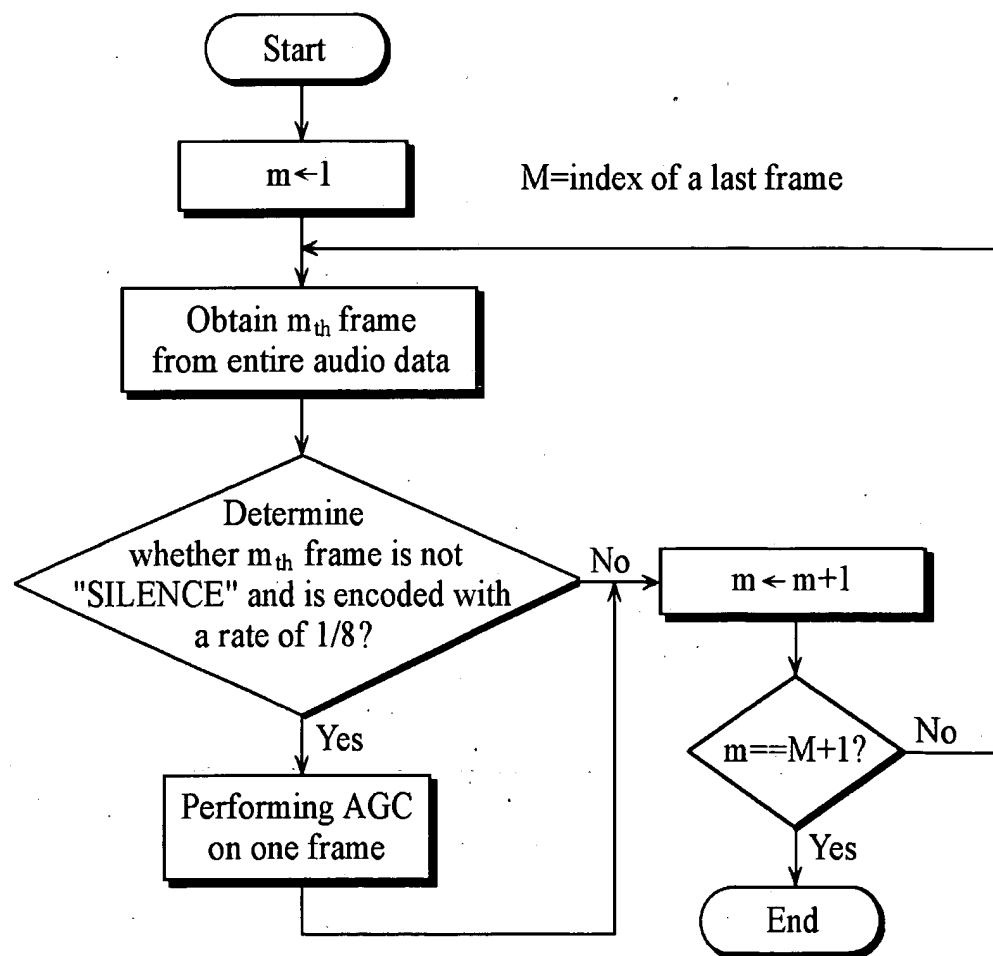 Start
m←1
M=index of a last frame
Obtain mth frame
from entire audio data
Determine
whether mth frame is not
"SILENCE" and is encoded with
a rate of 1/8?
No
m ← m+1
Yes
m==M+1?
No
Performing AGC
on one frame
Yes
End